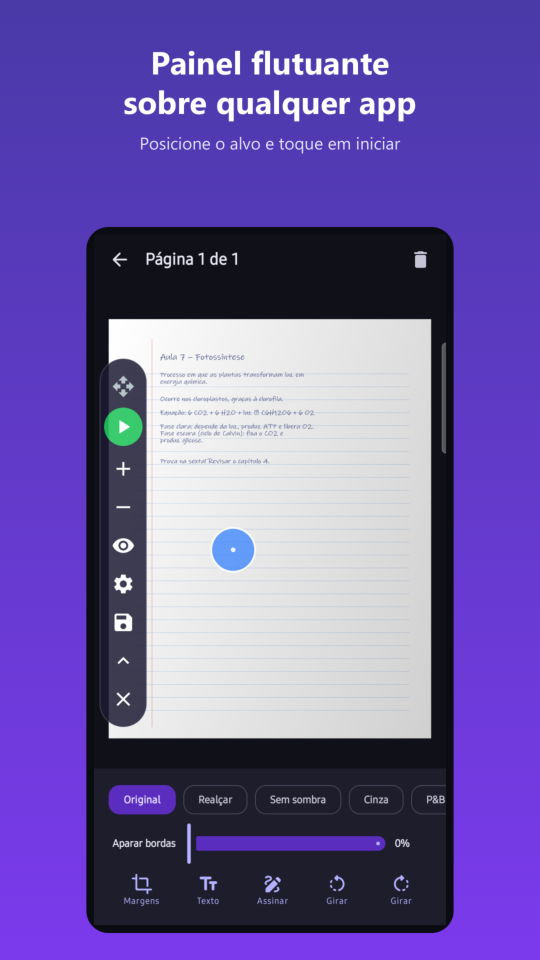 Painel flutuante
sobre qualquer app
Posicione o alvo e toque em iniciar
Página 1 de 1
Aula 7 – Fotossíntese
Processo em que as plantas transformam luz em
energia química.
Ocorre nos cloroplastos, graças à clorofila.
Equação: 6 CO2 + 6 H2O + luz → C6H12O6 + 6 O2
Fase clara: depende da luz, produz ATP e libera O2.
Fase escura (ciclo de Calvin): fixa o CO2 e
produz glicose.
Prova na sexta! Revisar o capítulo 4.
Original
Realçar
Sem sombra
Cinza
P&B
Aparar bordas
0%
Margens
Texto
Assinar
Girar
Girar